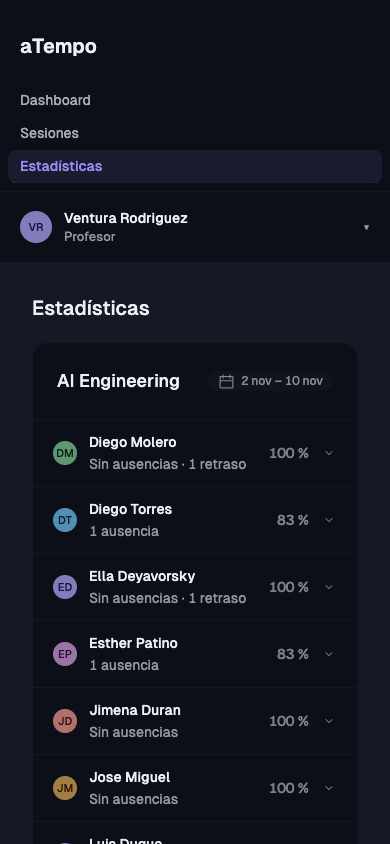 aTempo
Dashboard
Sesiones
Estadísticas
VR
Ventura Rodriguez
Profesor
Estadísticas
AI Engineering
2 nov – 10 nov
DM
Diego Molero
Sin ausencias · 1 retraso
100 %
DT
Diego Torres
1 ausencia
83 %
ED
Ella Deyavorsky
Sin ausencias · 1 retraso
100 %
EP
Esther Patino
1 ausencia
83 %
JD
Jimena Duran
Sin ausencias
100 %
JM
Jose Miguel
Sin ausencias
100 %
Luis Duque